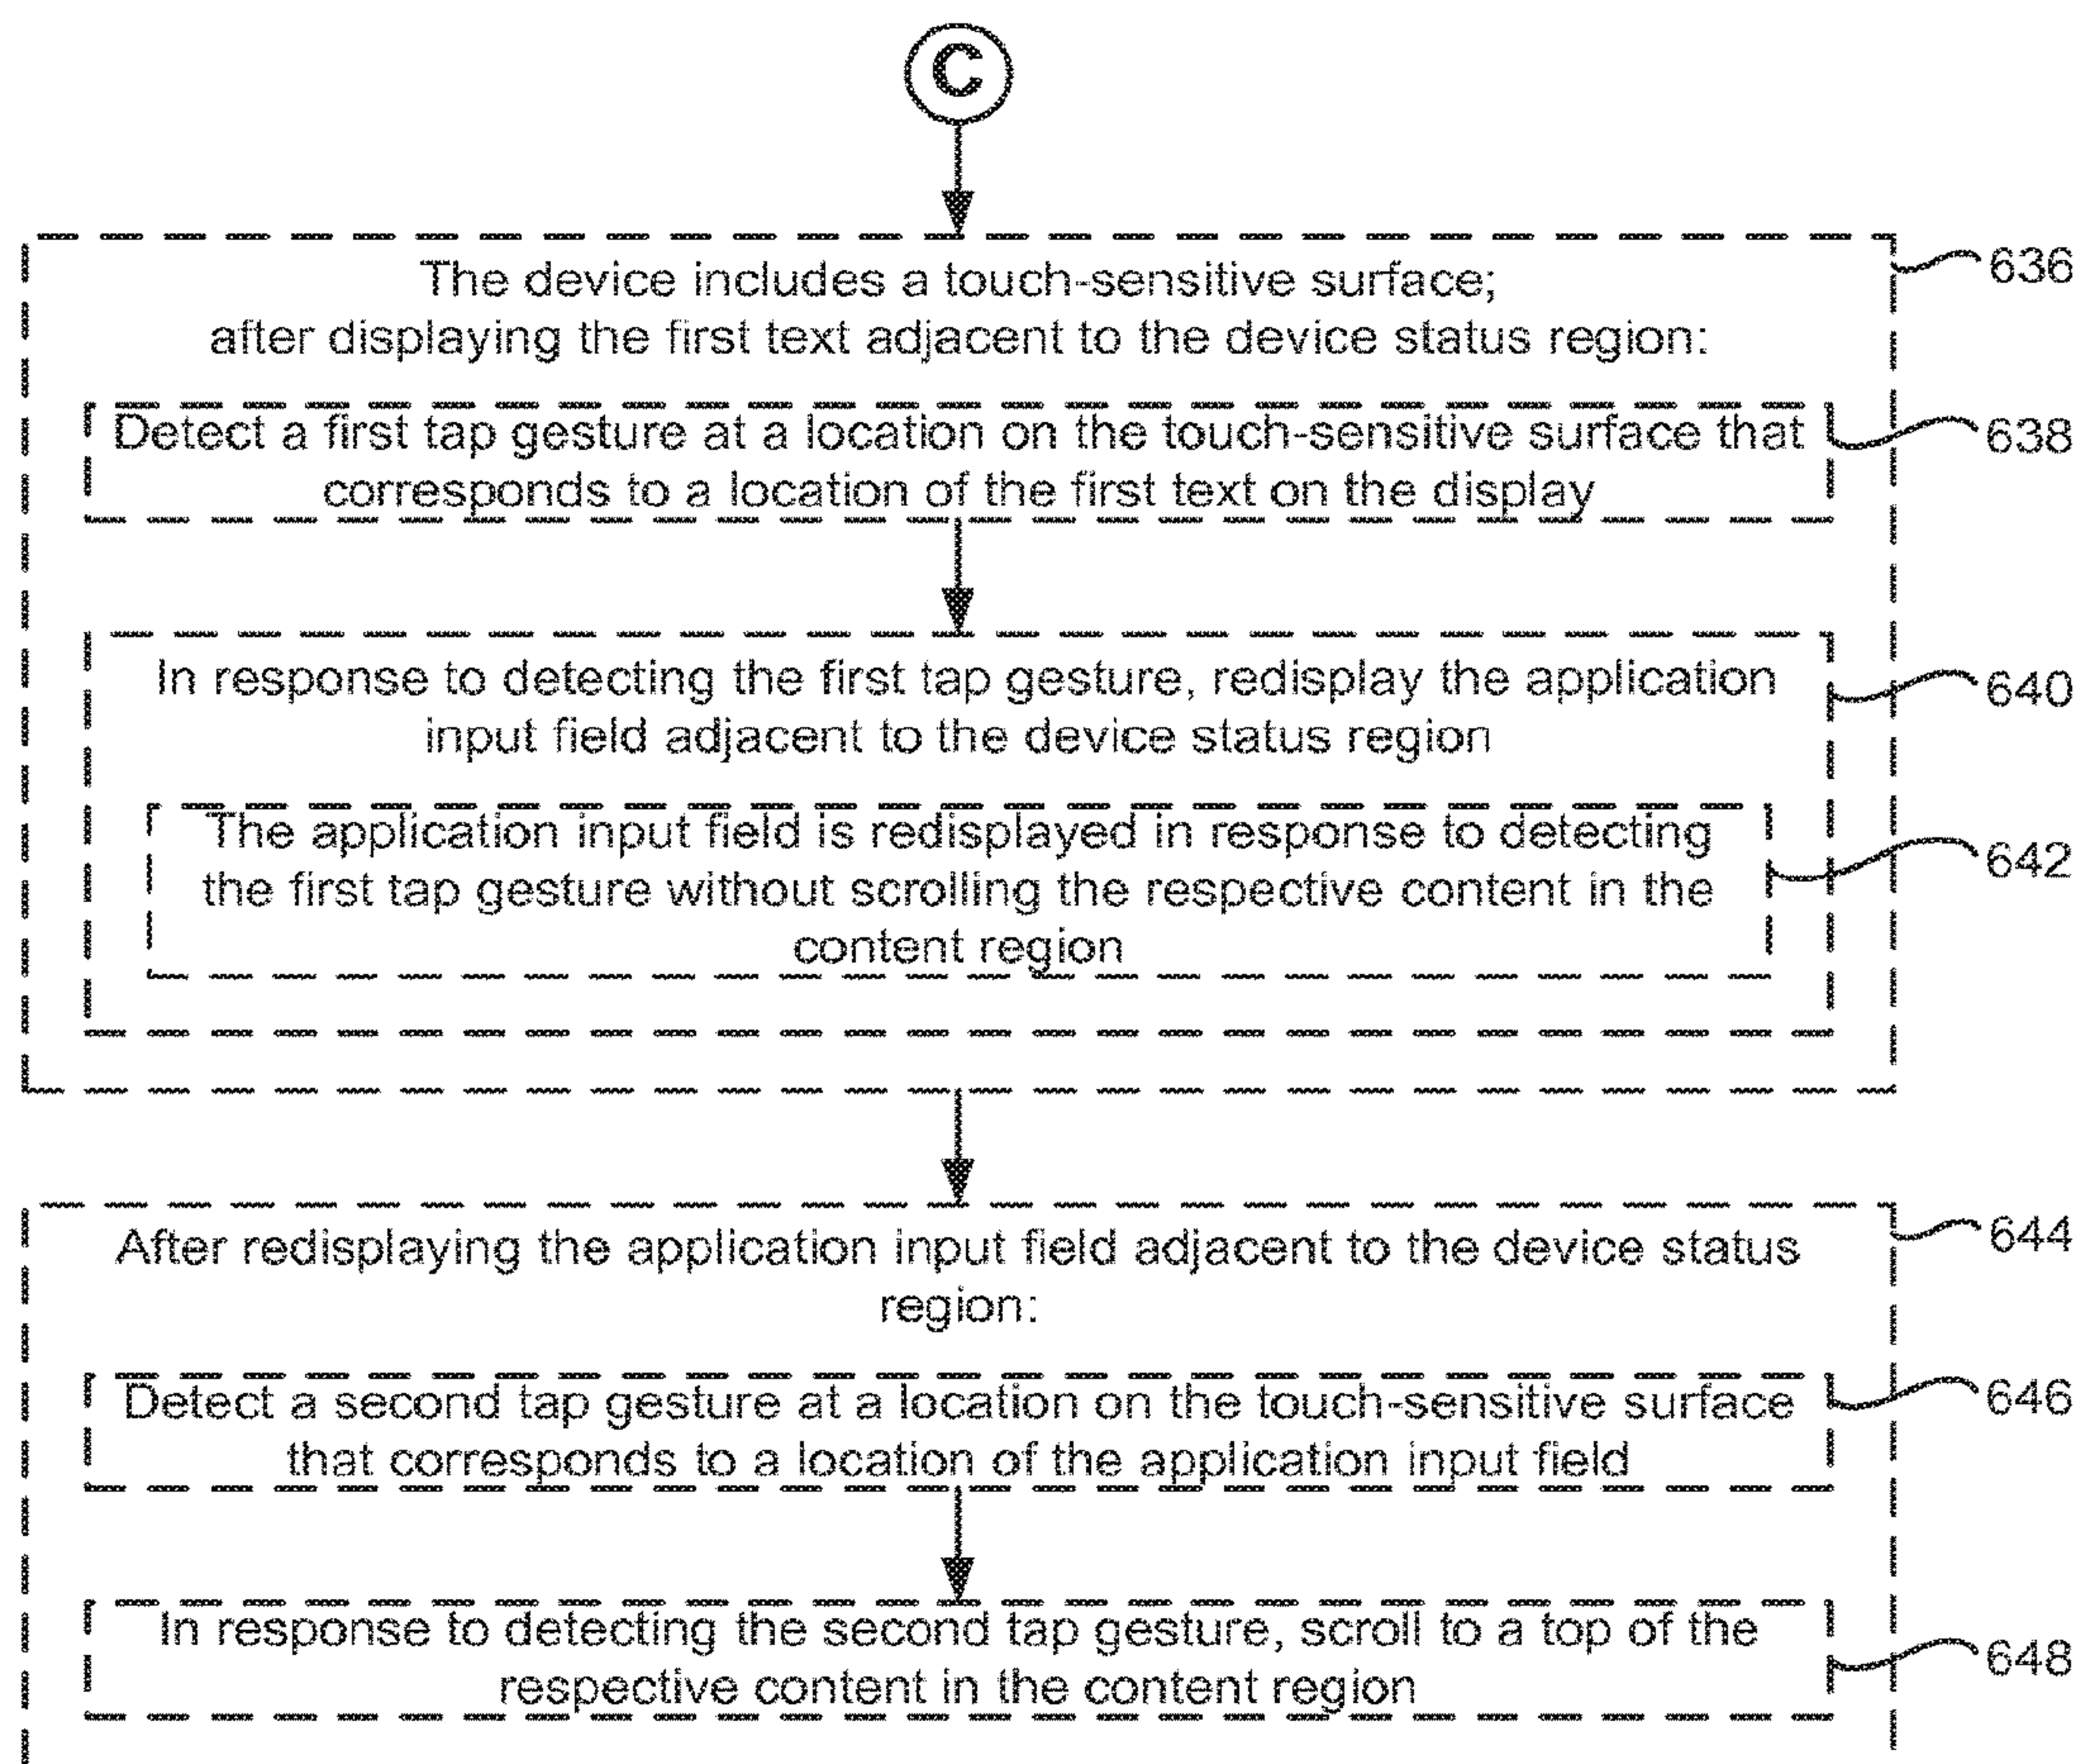 C
The device includes a touch-sensitive surface;
after displaying the first text adjacent to the device status region:
636
Detect a first tap gesture at a location on the touch-sensitive surface that
corresponds to a location of the first text on the display
638
In response to detecting the first tap gesture, redisplay the application
input field adjacent to the device status region
640
The application input field is redisplayed in response to detecting
the first tap gesture without scrolling the respective content in the
content region
642
After redisplaying the application input field adjacent to the device status
region:
644
Detect a second tap gesture at a location on the touch-sensitive surface
that corresponds to a location of the application input field
646
In response to detecting the second tap gesture, scroll to a top of the
respective content in the content region
648